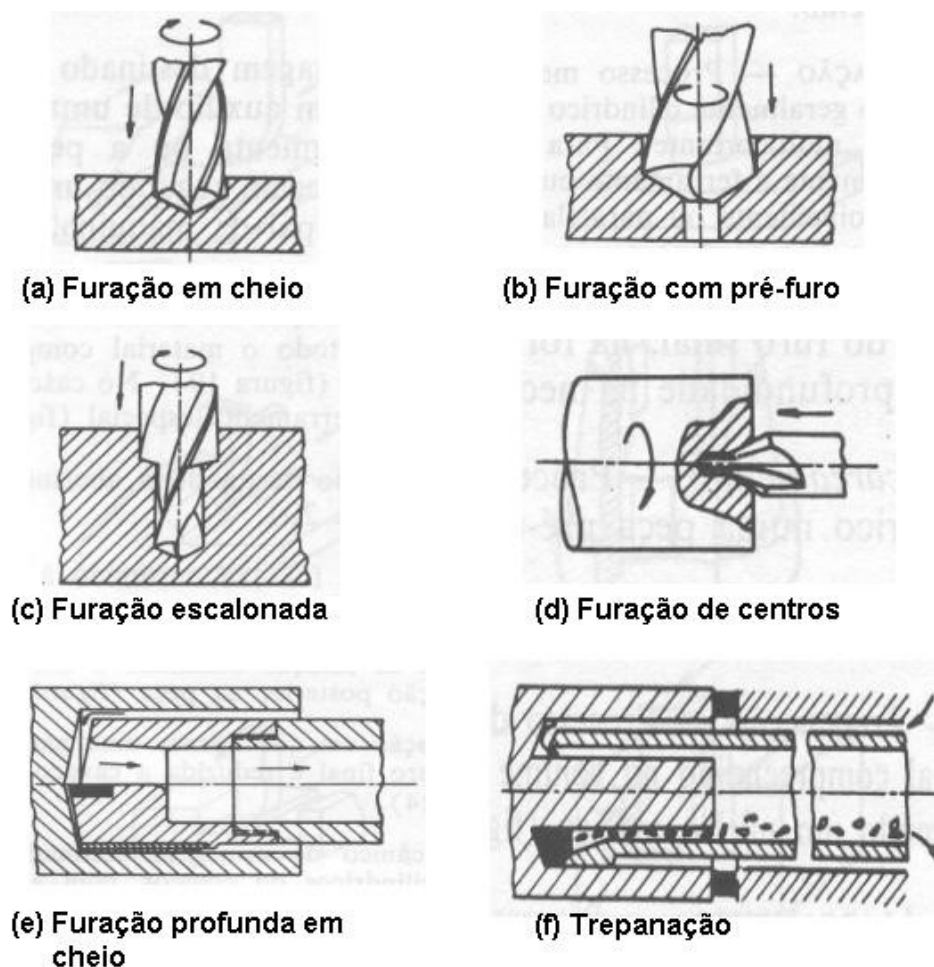 (a) Furação em cheio
(b) Furação com pré-furo
(c) Furação escalonada
(d) Furação de centros
(e) Furação profunda em
cheio
(f) Trepanação